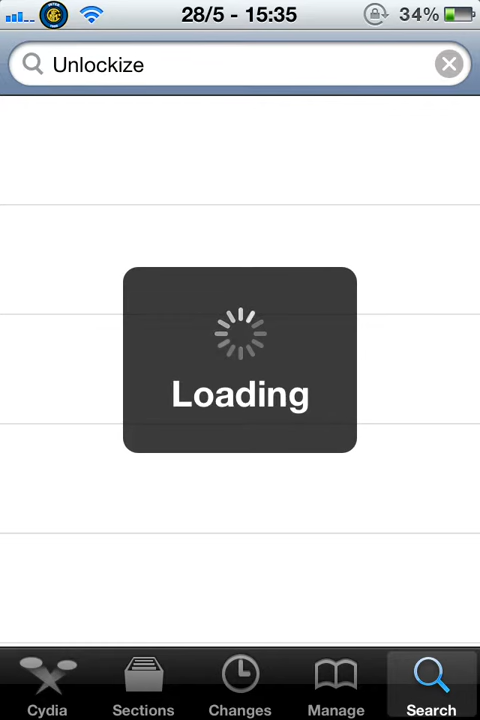 28/5 - 15:35
34%
Unlockize
Loading
Cydia
Sections
Changes
Manage
Search